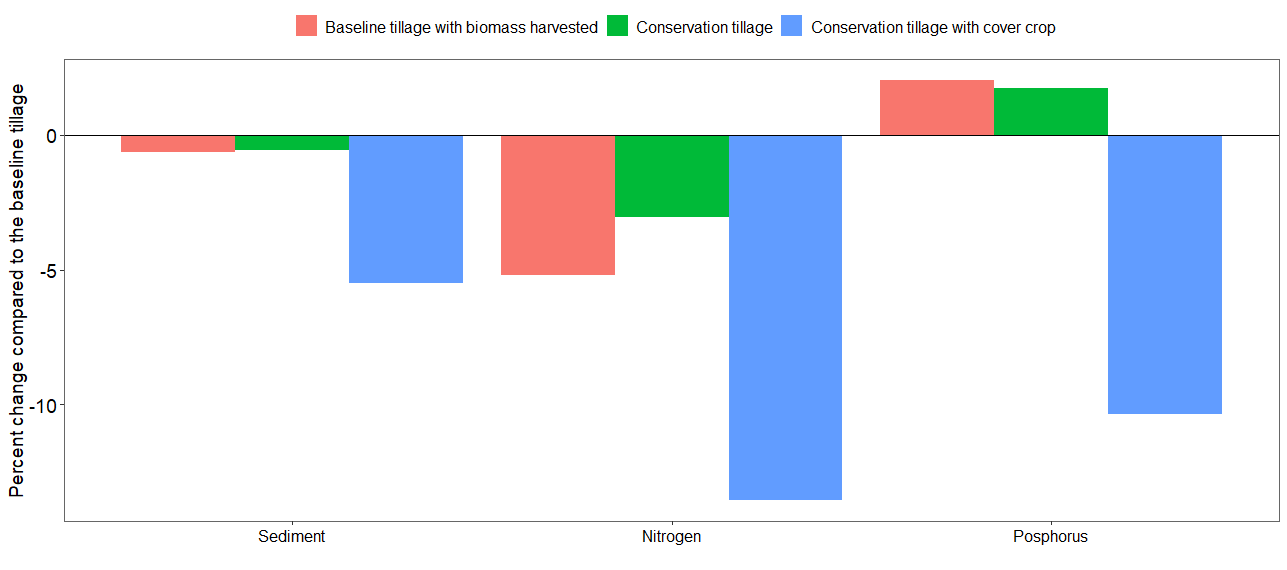 Baseline tillage with biomass harvested Conservation tillage Conservation tillage with cover crop
Percent change compared to the baseline tillage
0
-5
-10
Sediment Nitrogen Posphorus